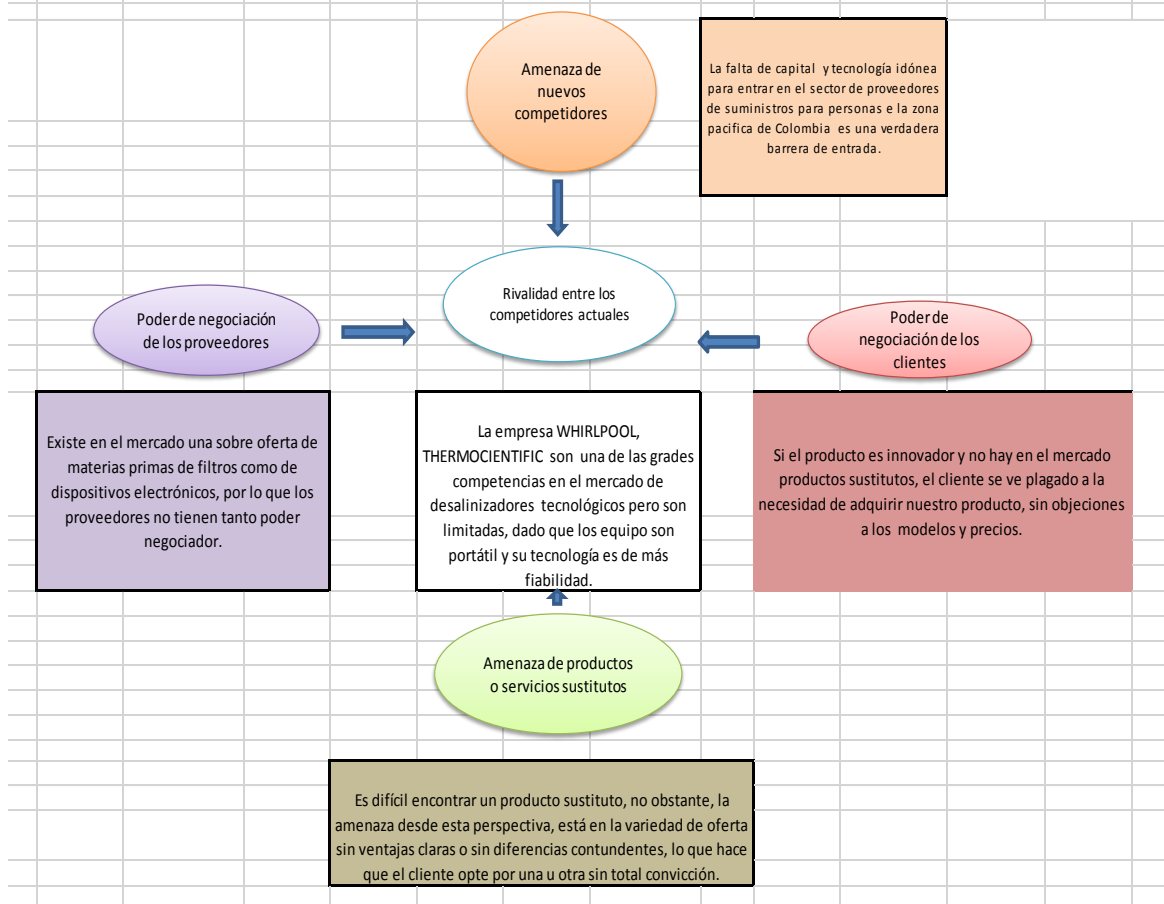 Amenaza de
nuevos
competidores
La falta de capital y tecnología idónea
para entrar en el sector de proveedores
de suministros para personas e la zona
pacifica de Colombia es una verdadera
barrera de entrada.
Rivalidad entre los
competidores actuales
Poder de negociación
de los proveedores
Poder de
negociación de los
clientes
Existe en el mercado una sobre oferta de
materias primas de filtros como de
dispositivos electrónicos, por lo que los
proveedores no tienen tanto poder
negociador.
La empresa WHIRLPOOL,
THERMOCIENTIFIC son una de las grades
competencias en el mercado de
desalinizadores tecnológicos pero son
limitadas, dado que los equipo son
portátil y su tecnología es de más
fiabilidad.
Si el producto es innovador y no hay en el mercado
productos sustitutos, el cliente se ve plagado a la
necesidad de adquirir nuestro producto, sin objeciones
a los modelos y precios.
Amenaza de productos
o servicios sustitutos
Es difícil encontrar un producto sustituto, no obstante, la
amenaza desde esta perspectiva, está en la variedad de oferta
sin ventajas claras o sin diferencias contundentes, lo que hace
que el cliente opte por una u otra sin total convicción.